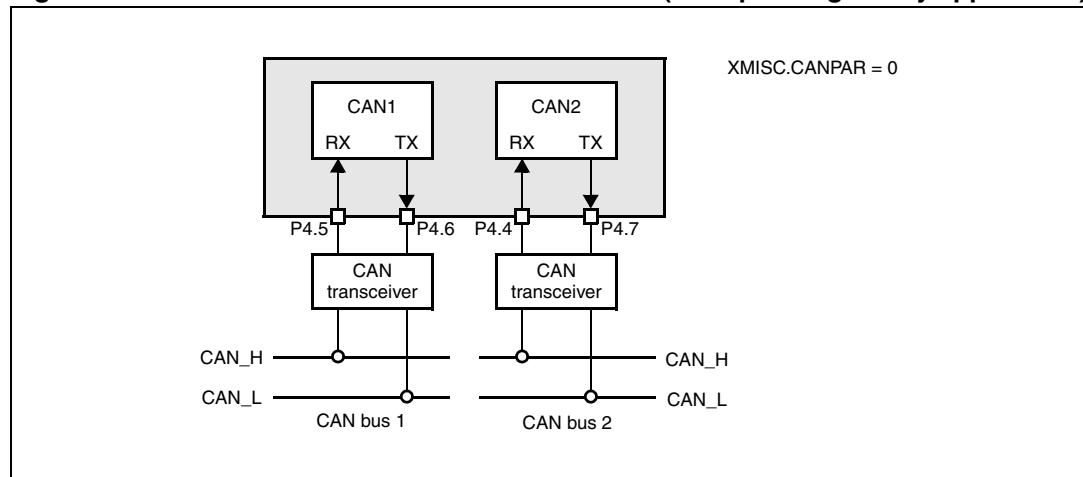 XMISC.CANPAR = 0
CAN1
CAN2
RX TX
RX TX
P4.5
P4.6
P4.4
P4.7
CAN
transceiver
CAN
transceiver
CAN_H
CAN_H
CAN_L
CAN_L
CAN bus 1
CAN bus 2